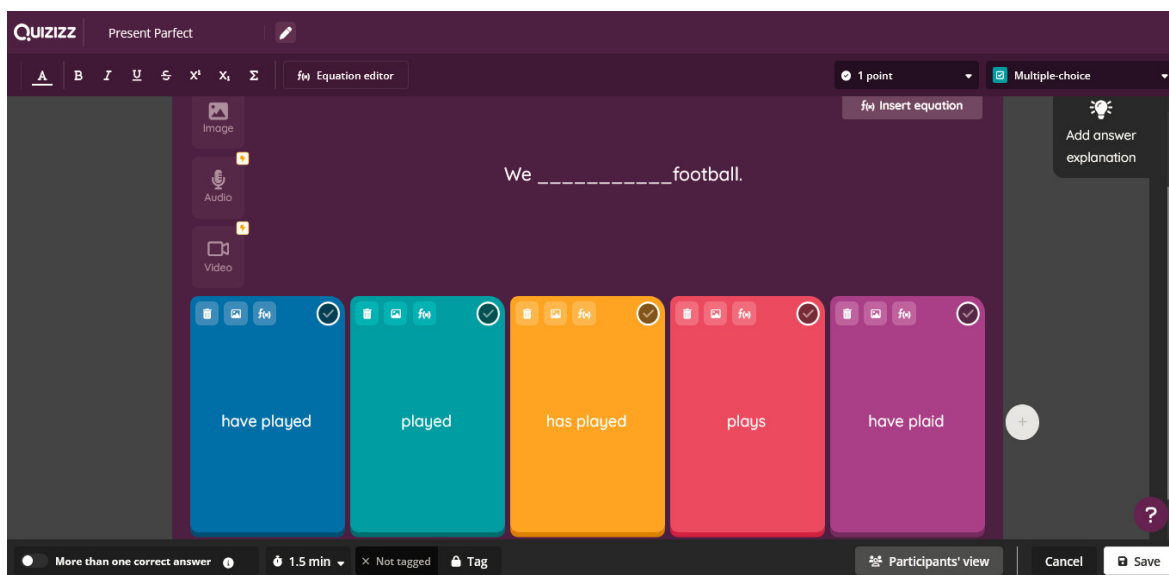 QUIZIZZ Present Parfect
A B I U S X¹ X₁ Σ f(x) Equation editor 1 point Multiple-choice
Image
f(x) Insert equation
Add answer
explanation
We ___________football.
Audio
Video
f(x) f(x) f(x) f(x) f(x)
have played played has played plays have plaid
+
?
More than one correct answer 1.5 min × Not tagged Tag Participants' view Cancel Save